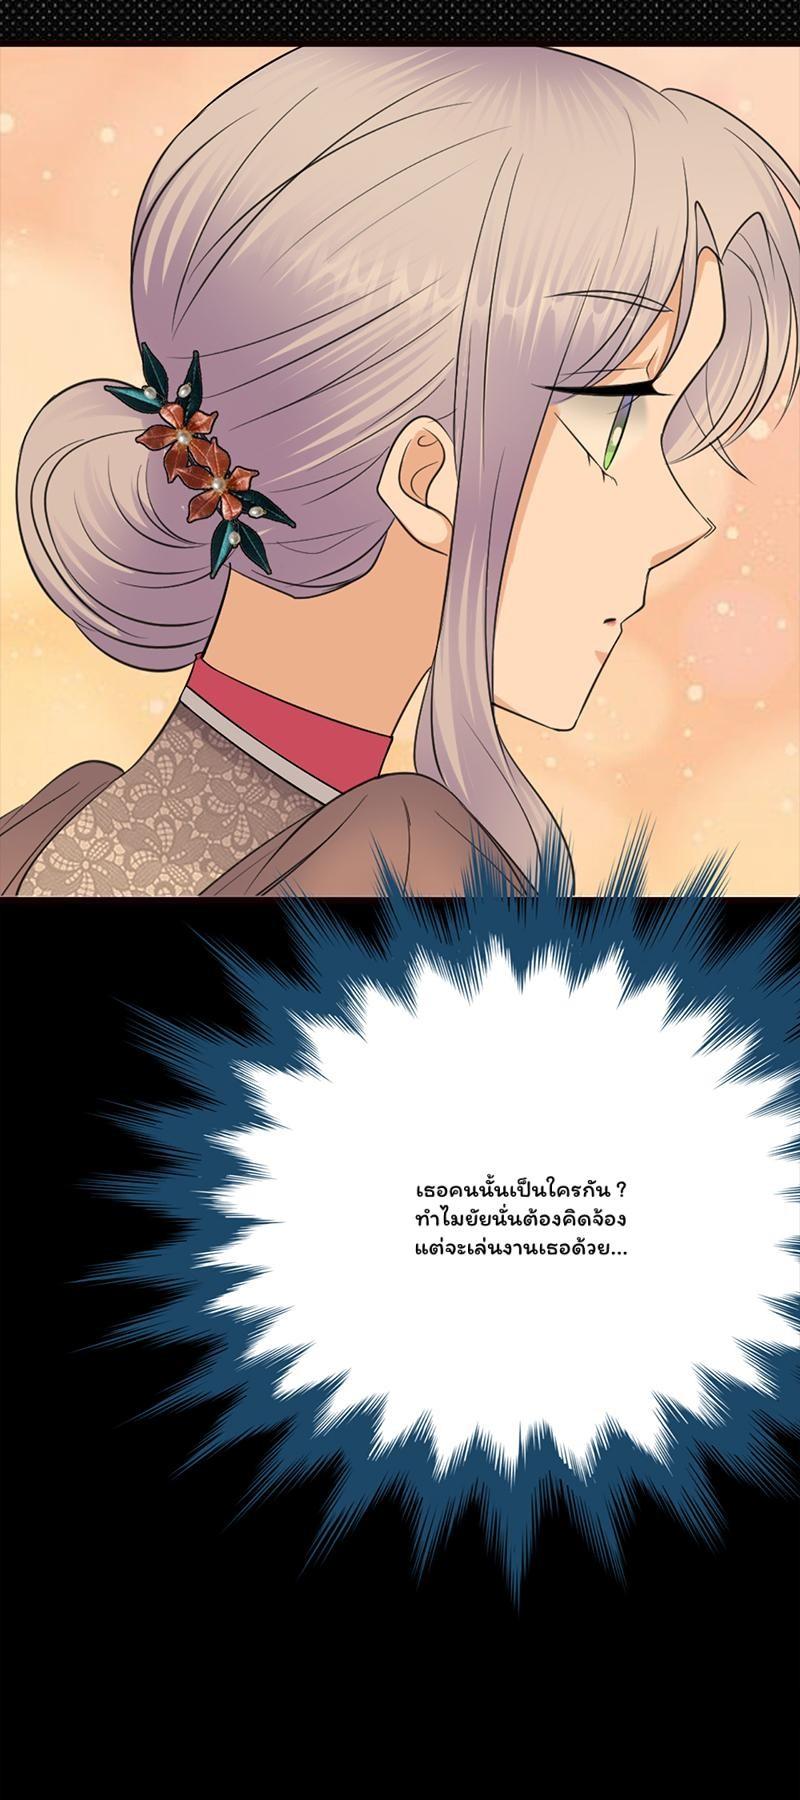 เธอคนนั้นเป็นใครกัน ?
ทำไมยัยนั่นต้องคิดจ้อง
แต่จะเล่นงานเธอด้วย...